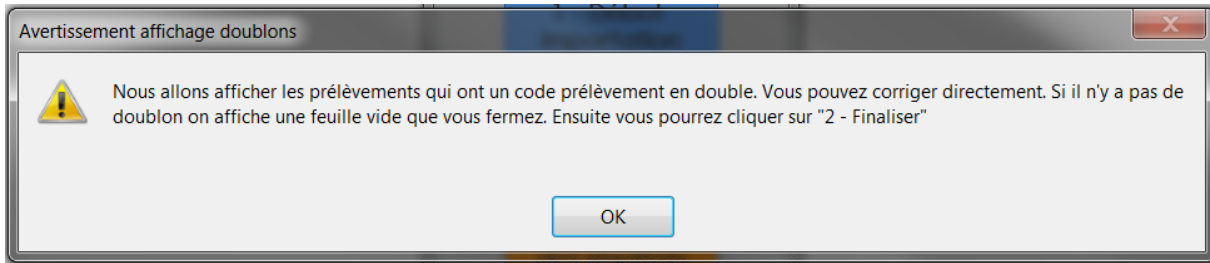 Avertissement affichage doublons
Nous allons afficher les prélèvements qui ont un code prélèvement en double. Vous pouvez corriger directement. Si il n'y a pas de
doublon on affiche une feuille vide que vous fermez. Ensuite vous pourrez cliquer sur "2 - Finaliser"
OK